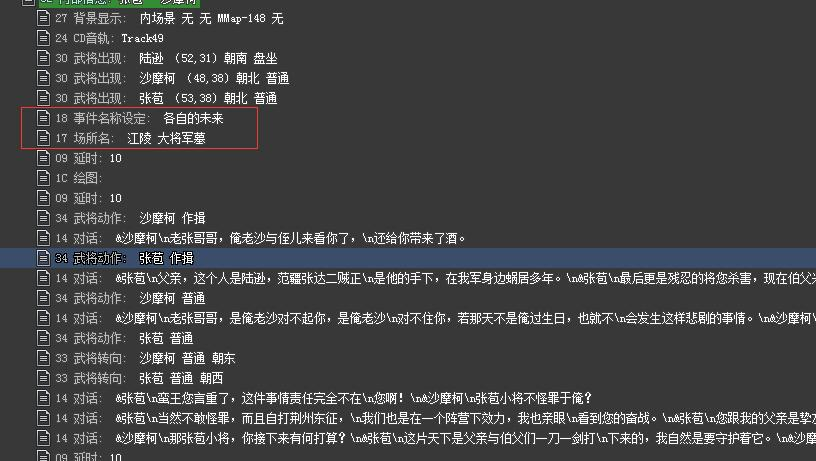 27 背景显示: 内场景 无 无 MMap-148 无
24 CD音轨: Track49
30 武将出现: 陆逊 （52,31）朝南 盘坐
30 武将出现: 沙摩柯 （48,38）朝北 普通
30 武将出现: 张苞 （53,38）朝北 普通
18 事件名称设定: 各自的未来
17 场所名: 江陵 大将军墓
09 延时: 10
1C 绘图:
09 延时: 10
34 武将动作: 沙摩柯 作揖
14 对话: &沙摩柯\n老张哥哥，俺老沙与侄儿来看你了，\n还给你带来了酒。
34 武将动作: 张苞 作揖
14 对话: &张苞\n父亲，这个人是陆逊，范疆张达二贼正\n是他的手下，在我军身边蜗居多年。\n&张苞\n最后更是残忍的将您杀害，现在伯父
34 武将动作: 沙摩柯 普通
14 对话: &沙摩柯\n老张哥哥，是俺老沙对不起你，是俺老沙\n对不住你，若那天不是俺过生日，也就不\n会发生这样悲剧的事情。\n&沙摩柯\
34 武将动作: 张苞 普通
33 武将转向: 沙摩柯 普通 朝东
33 武将转向: 张苞 普通 朝西
14 对话: &张苞\n蛮王您言重了，这件事情责任完全不在\n您啊！\n&沙摩柯\n张苞小将不怪罪于俺？
14 对话: &张苞\n当然不敢怪罪，而且自打荆州东征，\n我们也是在一个阵营下效力，我也亲眼\n看到您的奋战。\n&张苞\n您跟我的父亲是挚
14 对话: &沙摩柯\n那张苞小将，你接下来有何打算？\n&张苞\n这片天下是父亲与伯父们一刀一剑打\n下来的，我自然是要守护着它。\n&沙摩
09 延时: 10